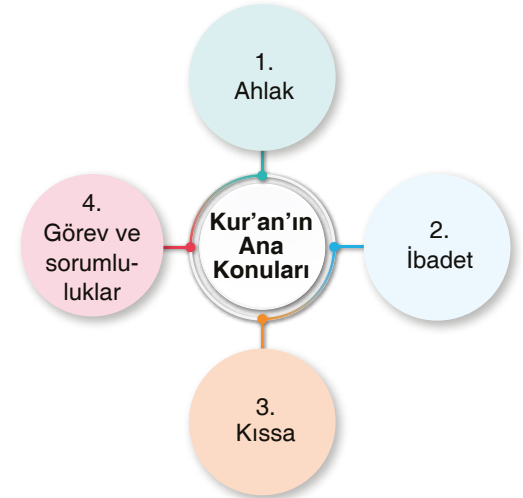 1.
Ahlak
Kur'an'ın
Ana
Konuları
2.
İbadet
3.
Kıssa
4.
Görev ve
sorumlu-
luklar